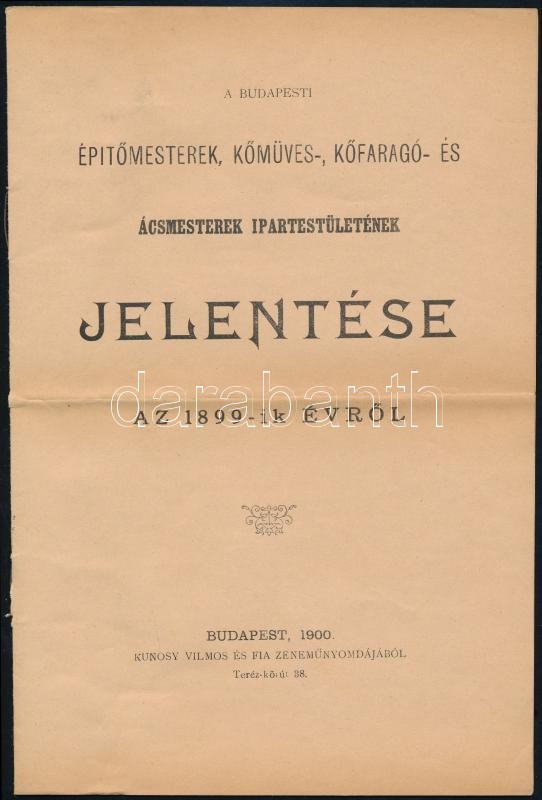 A BUDAPESTI
ÉPITŐMESTEREK, KŐMÜVES-, KŐFARAGÓ- ÉS
ÁCSMESTEREK IPARTESTÜLETÉNEK
JELENTÉSE
darabanth
AZ 1899-ik ÉVRŐL
BUDAPEST, 1900.
KUNOSY VILMOS ÉS FIA ZENEMŰNYOMDÁJÁBÓL
Teréz-körút 38.